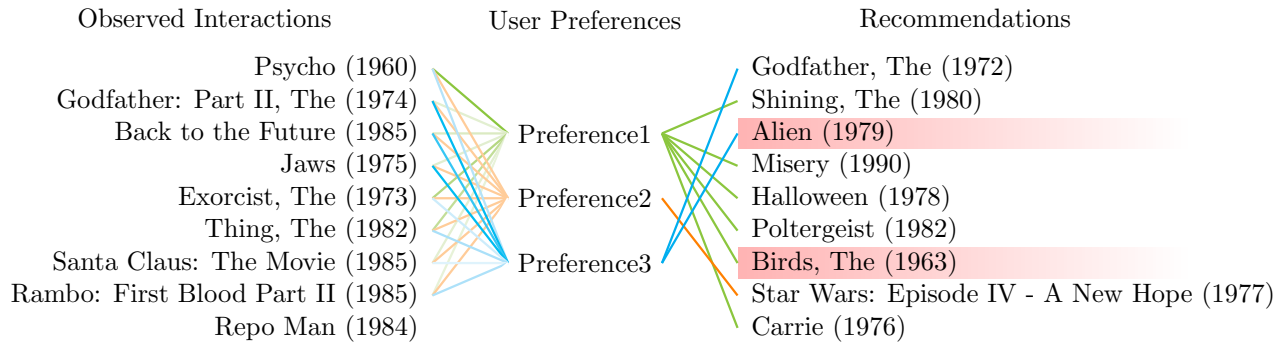 Observed Interactions
User Preferences
Recommendations
Psycho (1960)
Godfather: Part II, The (1974)
Back to the Future (1985)
Jaws (1975)
Exorcist, The (1973)
Thing, The (1982)
Santa Claus: The Movie (1985)
Rambo: First Blood Part II (1985)
Repo Man (1984)
Preference1
Preference2
Preference3
Godfather, The (1972)
Shining, The (1980)
Alien (1979)
Misery (1990)
Halloween (1978)
Poltergeist (1982)
Birds, The (1963)
Star Wars: Episode IV - A New Hope (1977)
Carrie (1976)